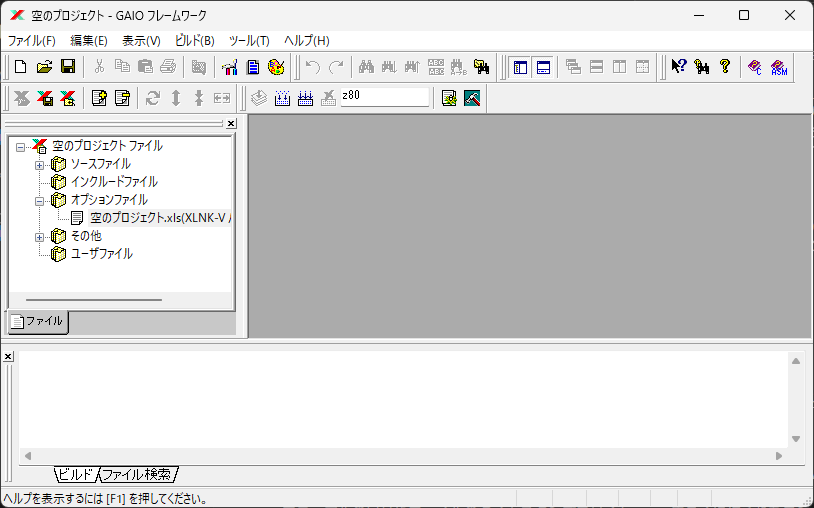 空のプロジェクト - GAIO フレームワーク
ファイル(F) 編集(E) 表示(V) ビルド(B) ツール(T) ヘルプ(H)
z80
空のプロジェクト ファイル
ソースファイル
インクルードファイル
オプションファイル
空のプロジェクト.xls(XLNK-V
その他
ユーザファイル
ファイル
ビルド ファイル検索
ヘルプを表示するには [F1] を押してください。